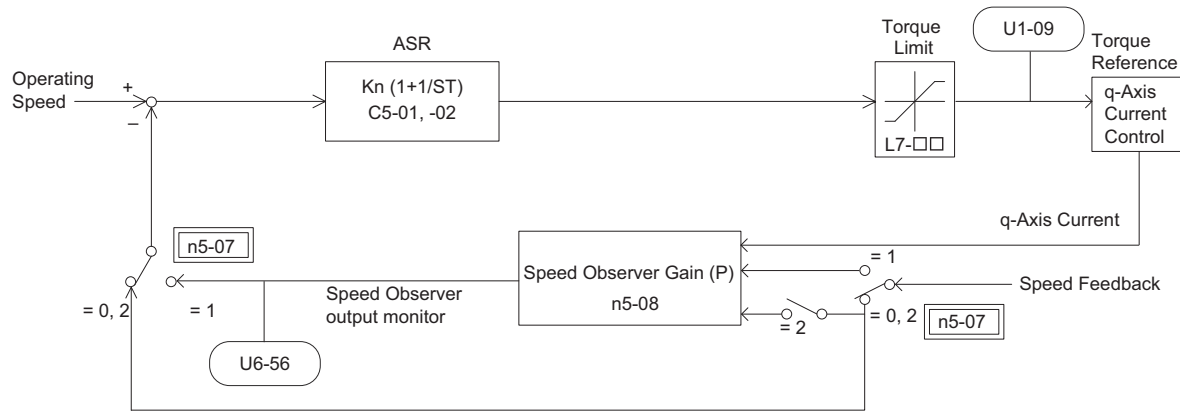 U1-09
ASR
Torque
Limit
Torque
Reference
Operating
Speed
+
–
Kn (1+1/ST)
C5-01, -02
L7-□□
q-Axis
Current
Control
q-Axis Current
n5-07
Speed Observer Gain (P)
n5-08
= 1
Speed Feedback
= 0, 2
= 1
Speed Observer
output monitor
= 2
= 0, 2
n5-07
U6-56